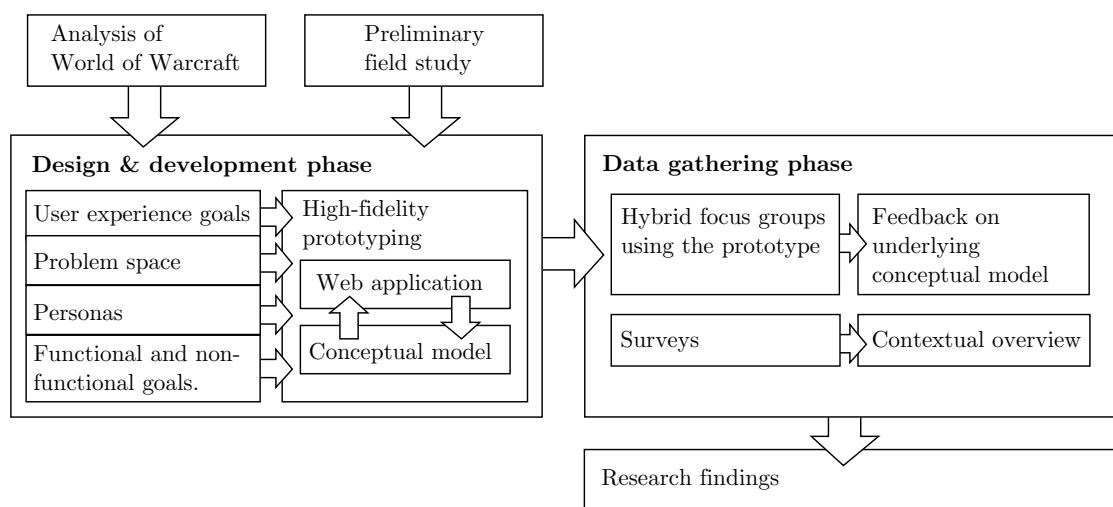 Analysis of
World of Warcraft
Preliminary
field study
Design & development phase
User experience goals
Problem space
Personas
Functional and non-
functional goals.
High-fidelity
prototyping
Web application
Conceptual model
Data gathering phase
Hybrid focus groups
using the prototype
Feedback on
underlying
conceptual model
Surveys
Contextual overview
Research findings